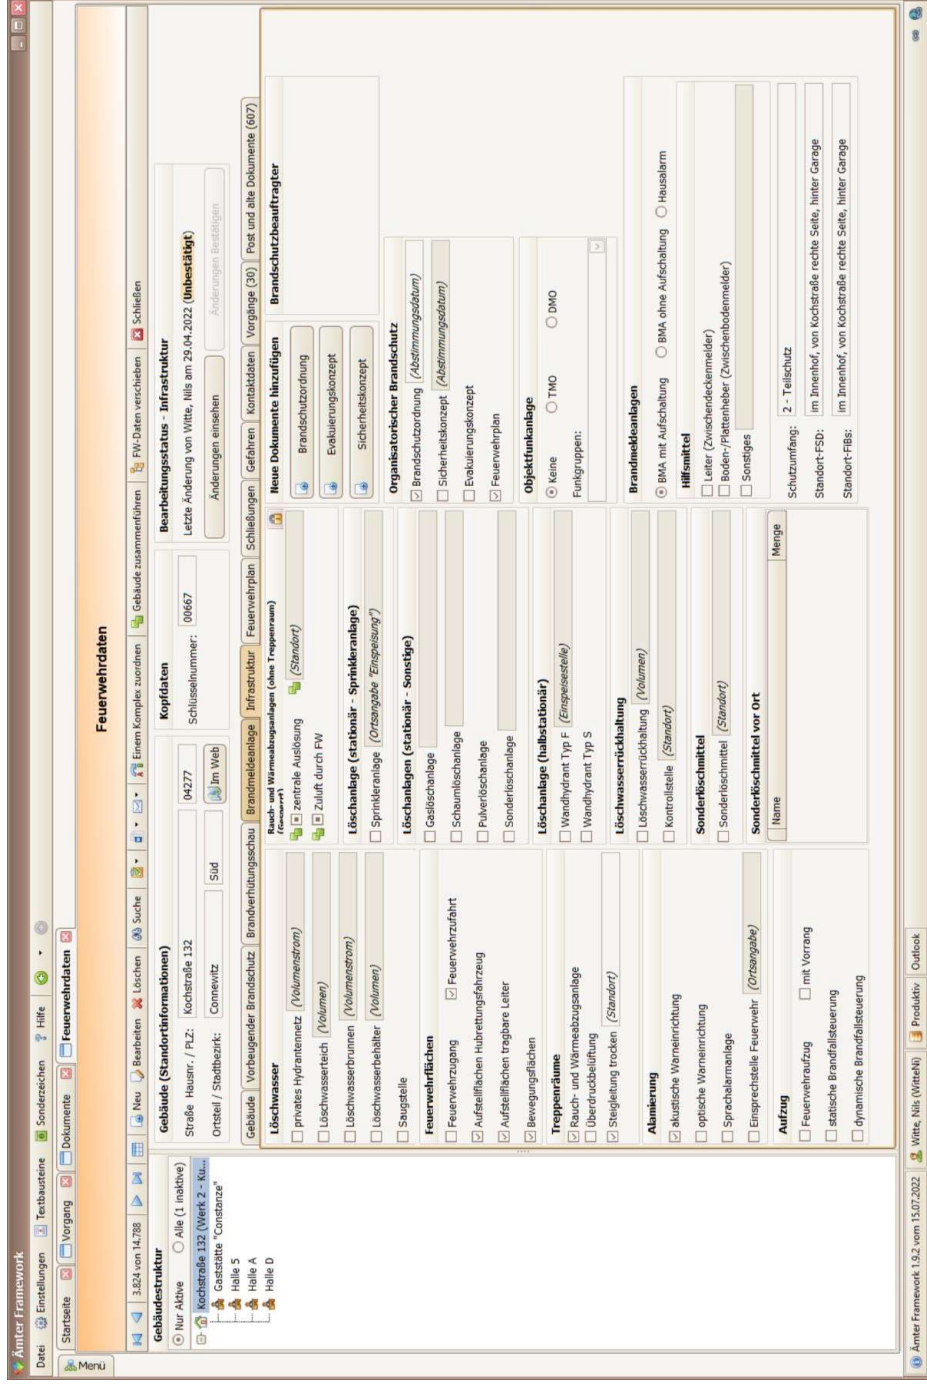 Ämter Framework
Datei Einstellungen Textbausteine Sonderzeichen Hilfe
Startseite Vorgang Dokumente Feuerwehrdaten
Menü
Feuerwehrdaten
3.824 von 14.788 Neu Bearbeiten Löschen Suche Einem Komplex zuordnen Gebäude zusammenführen FW-Daten verschieben Schließen
Gebäudestruktur
Nur Aktive Alle (1 inaktive)
Kochstraße 132 (Werk 2 - Ku...
Gaststätte "Constanze"
Halle 5
Halle A
Halle D
Gebäude (Standortinformationen)
Straße Hausnr. / PLZ: Kochstraße 132 04277
Ortsteil / Stadtbezirk: Connewitz Süd Im Web
Kopfdaten
Schlüsselnummer: 00667
Bearbeitungsstatus - Infrastruktur
Letzte Änderung von Witte, Nils am 29.04.2022 (Unbestätigt)
Änderungen einsehen Änderungen Bestätigen
Gebäude Vorbeugender Brandschutz Brandverhütungsschau Brandmeldeanlage Infrastruktur Feuerwehrplan Schließungen Gefahren Kontaktdaten Vorgänge (30) Post und alte Dokumente (607)
Löschwasser
privates Hydrantennetz (Volumenstrom)
Löschwasserteich (Volumen)
Löschwasserbrunnen (Volumenstrom)
Löschwasserbehälter (Volumen)
Saugstelle
Feuerwehrflächen
Feuerwehrzugang Feuerwehrzufahrt
Aufstellflächen Hubrettungsfahrzeug
Aufstellflächen tragbare Leiter
Bewegungsflächen
Treppenräume
Rauch- und Wärmeabzugsanlage
Überdruckbelüftung
Steigleitung trocken (Standort)
Alamierung
akustische Warneinrichtung
optische Warneinrichtung
Sprachalarmanlage
Einsprechstelle Feuerwehr (Ortsangabe)
Aufzug
Feuerwehraufzug mit Vorrang
statische Brandfallsteuerung
dynamische Brandfallsteuerung
Rauch- und Wärmeabzugsanlagen (ohne Treppenraum)
(Gesperrt)
zentrale Auslösung (Standort)
Zuluft durch FW
Löschanlage (stationär - Sprinkleranlage)
Sprinkleranlage (Ortsangabe "Einspeisung")
Löschanlagen (stationär - Sonstige)
Gaslöschanlage
Schaumlöschanlage
Pulverlöschanlage
Sonderlöschanlage
Löschanlage (halbstationär)
Wandhydrant Typ F (Einspeisestelle)
Wandhydrant Typ S
Löschwasserrückhaltung
Löschwasserrückhaltung (Volumen)
Kontrollstelle (Standort)
Sonderlöschmittel
Sonderlöschmittel (Standort)
Sonderlöschmittel vor Ort
Name Menge
Neue Dokumente hinzufügen
Brandschutzordnung
Evakuierungskonzept
Sicherheitskonzept
Brandschutzbeauftragter
Organisatorischer Brandschutz
Brandschutzordnung (Abstimmungsdatum)
Sicherheitskonzept (Abstimmungsdatum)
Evakuierungskonzept
Feuerwehrplan
Objektfunkanlage
Keine TMO DMO
Funkgruppen:
Brandmeldeanlagen
BMA mit Aufschaltung BMA ohne Aufschaltung Hausalarm
Hilfsmittel
Leiter (Zwischendeckenmelder)
Boden-/Plattenheber (Zwischenbodenmelder)
Sonstiges
Schutzumfang: 2 - Teilschutz
Standort-FSD: im Innenhof, von Kochstraße rechte Seite, hinter Garage
Standort-FIBs: im Innenhof, von Kochstraße rechte Seite, hinter Garage
Ämter Framework 1.9.2 vom 15.07.2022 Witte, Nils (WitteNi) Produktiv Outlook